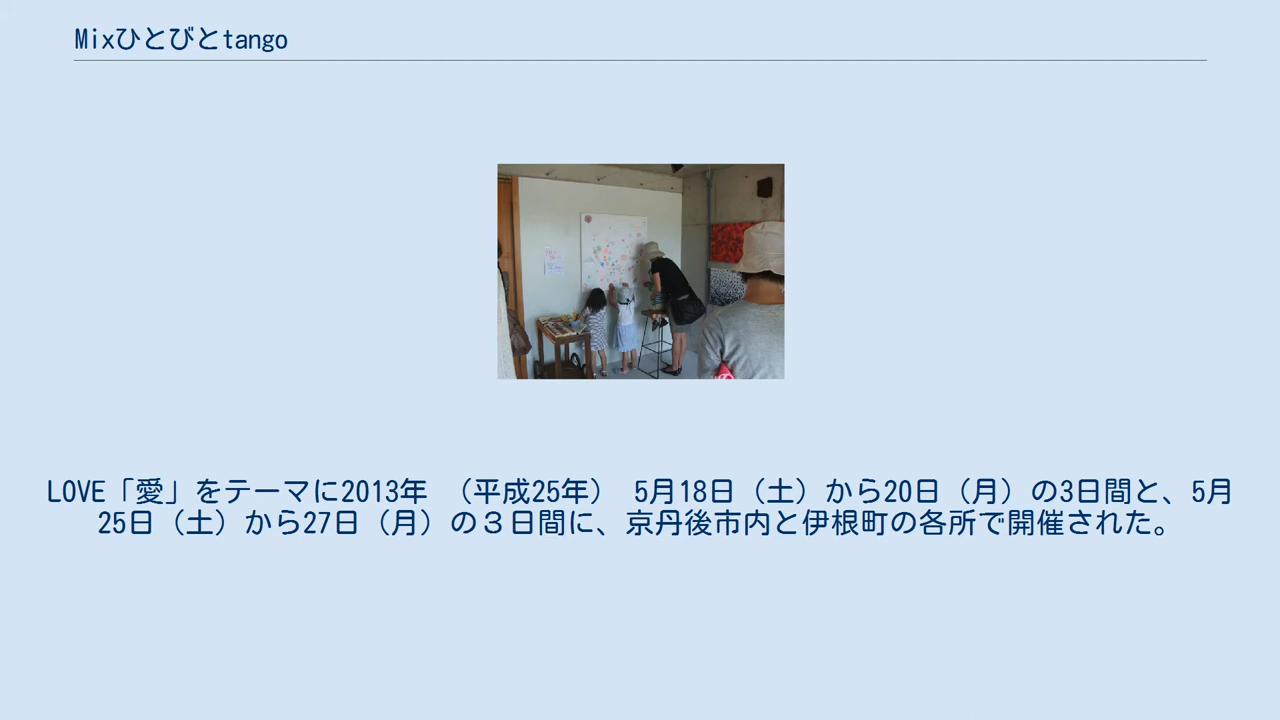 Mixひとびとtango
LOVE「愛」をテーマに2013年　（平成25年）　5月18日（土）から20日（月）の3日間と、5月
25日（土）から27日（月）の３日間に、京丹後市内と伊根町の各所で開催された。